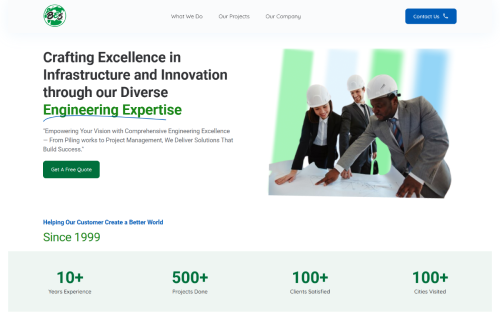 B&S
What We Do
Our Projects
Our Company
Contact Us
Crafting Excellence in
Infrastructure and Innovation
through our Diverse
Engineering Expertise
"Empowering Your Vision with Comprehensive Engineering Excellence
— From Piling works to Project Management, We Deliver Solutions That
Build Success."
Get A Free Quote
Helping Our Customer Create a Better World
Since 1999
10+
500+
100+
100+
Years Experience
Projects Done
Clients Satisfied
Cities Visited